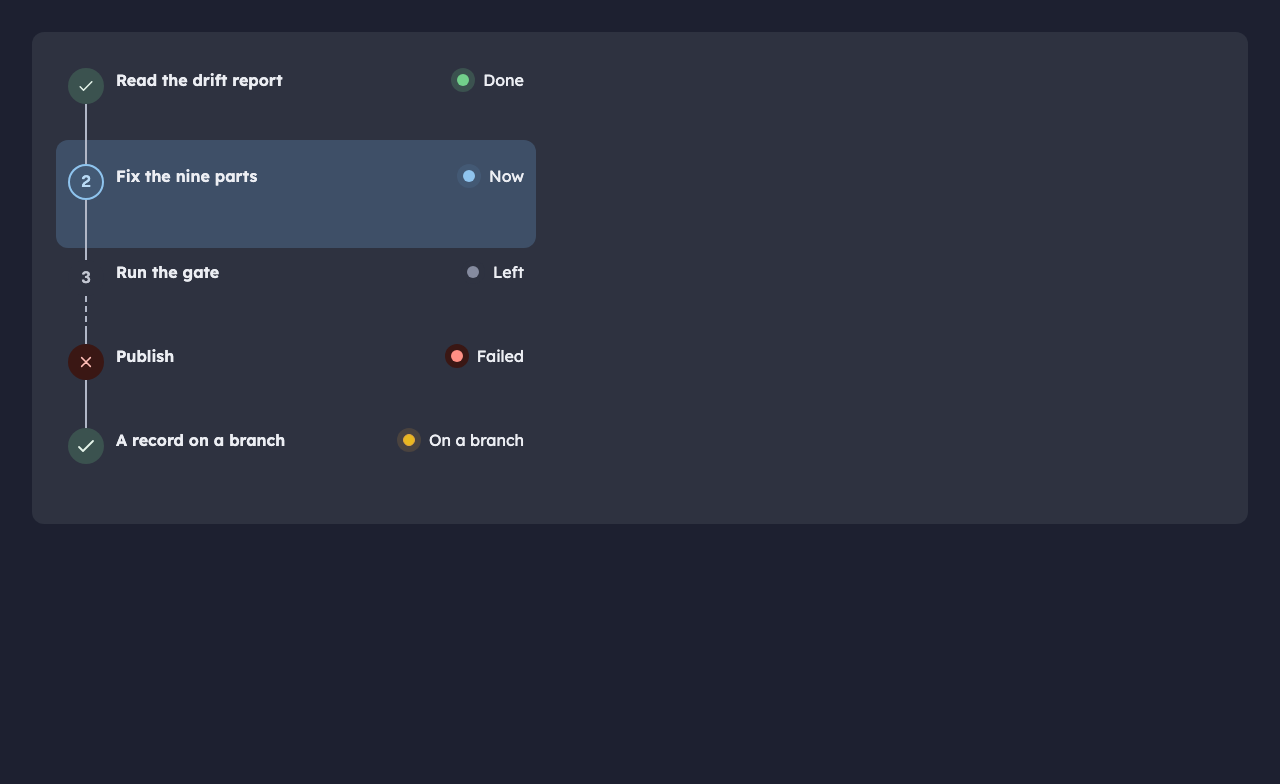 Read the drift report Done
2 Fix the nine parts Now
3 Run the gate Left
Publish Failed
A record on a branch On a branch